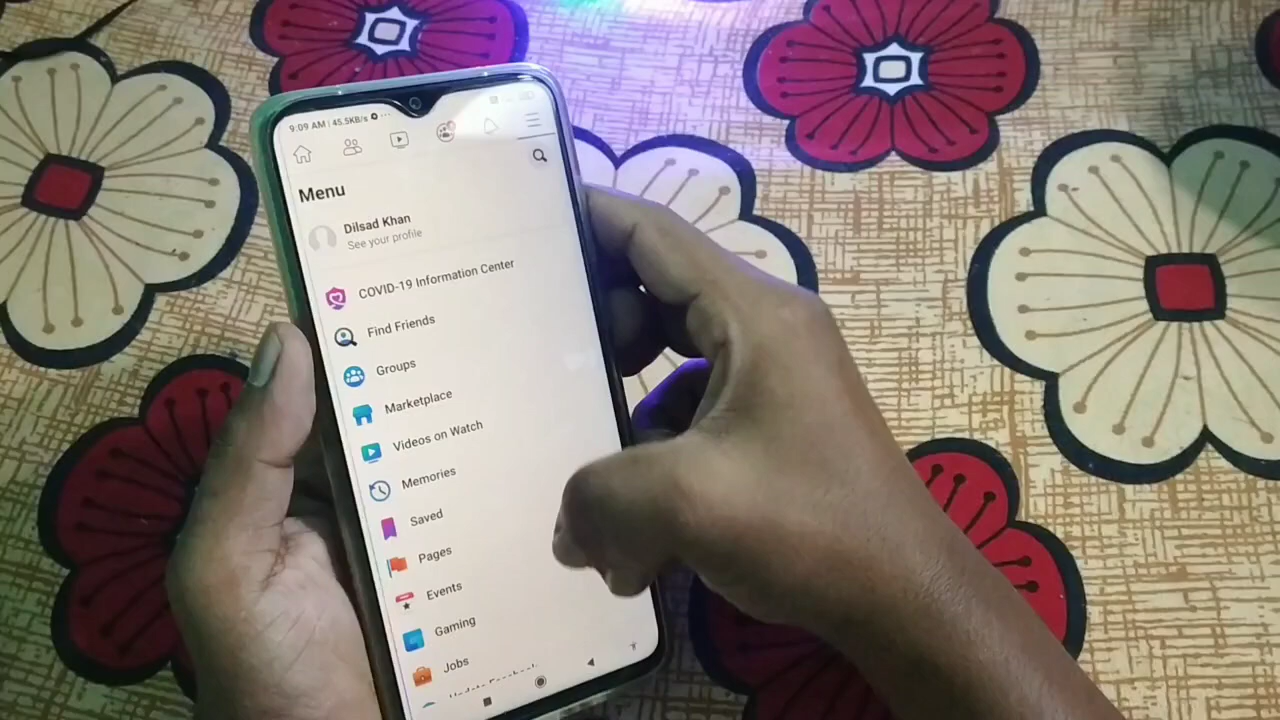 9:09 AM | 45.5KB/s
Menu
Dilsad Khan
See your profile
COVID-19 Information Center
Find Friends
Groups
Marketplace
Videos on Watch
Memories
Saved
Pages
Events
Gaming
Jobs